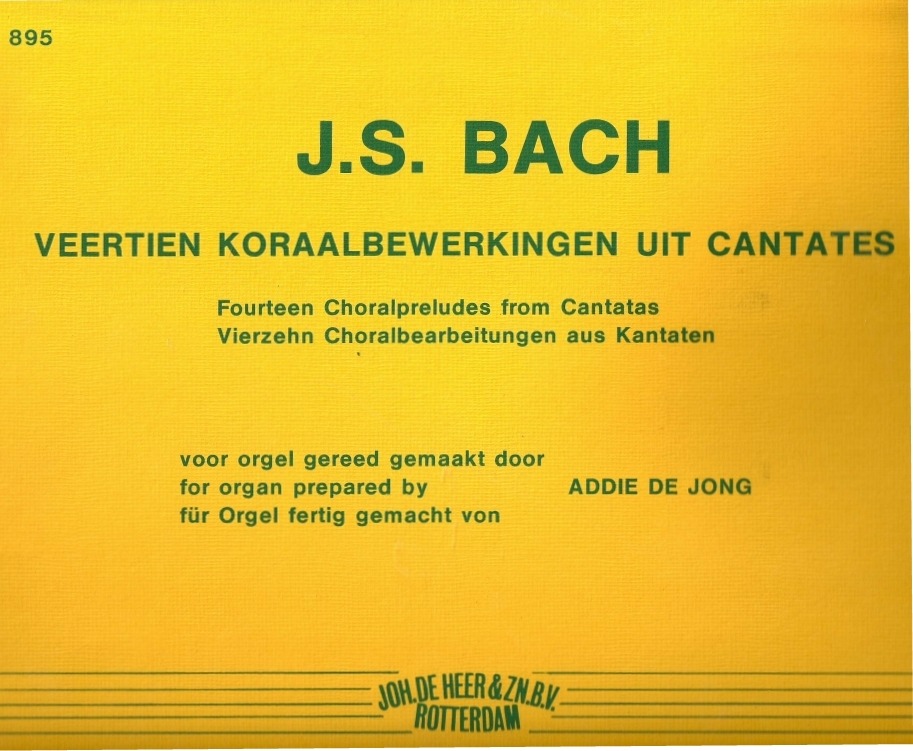 895
J.S. BACH
VEERTIEN KORAALBEWERKINGEN UIT CANTATES
Fourteen Choralpreludes from Cantatas
Vierzehn Choralbearbeitungen aus Kantaten
voor orgel gereed gemaakt door
for organ prepared by ADDIE DE JONG
für Orgel fertig gemacht von
JOH. DE HEER & ZN. B.V.
ROTTERDAM